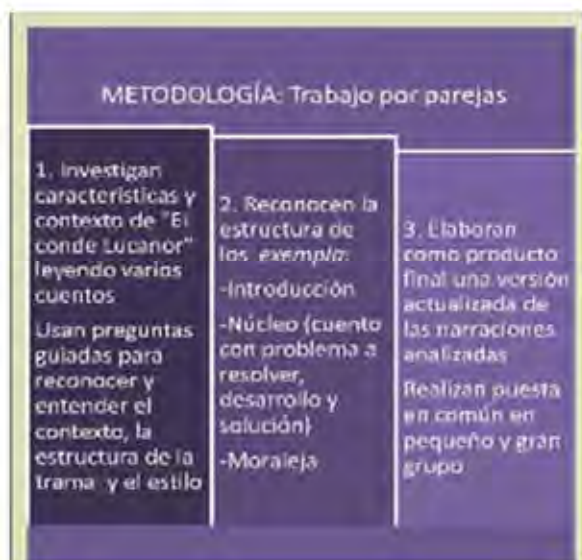 METODOLOGÍA: Trabajo por parejas
1. Investigan
características y
contexto de "El
conde Lucanor"
leyendo varios
cuentos
Usan preguntas
guiadas para
reconocer y
entender el
contexto, la
estructura de la
trama y el estilo
2. Reconocen la
estructura de
los exempla:
-Introducción
-Núcleo (cuento
con problema a
resolver,
desarrollo y
solución)
-Moraleja
3. Elaboran
como producto
final una versión
actualizada de
las narraciones
analizadas
Realizan puesta
en común en
pequeño y gran
grupo